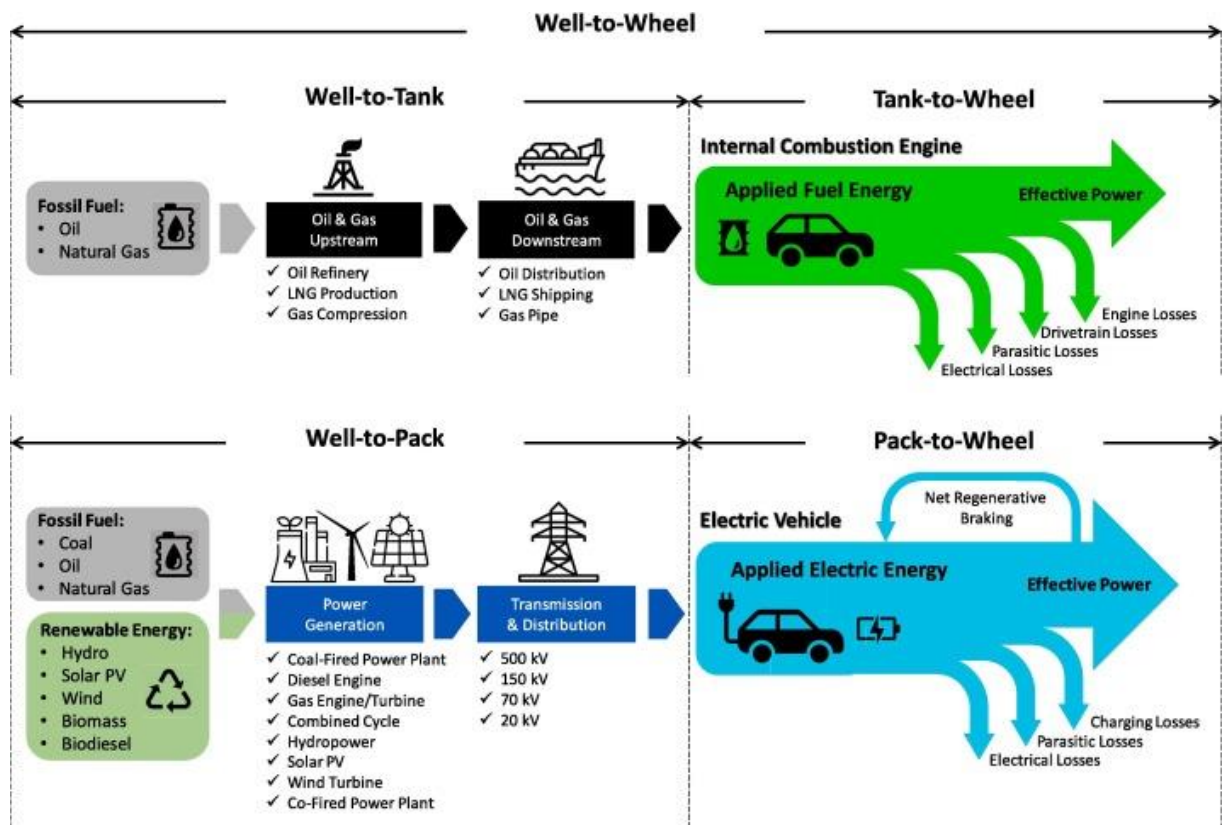 Well-to-Wheel
Well-to-Tank
Tank-to-Wheel
Internal Combustion Engine
Applied Fuel Energy
Effective Power
Fossil Fuel:
• Oil
• Natural Gas
Oil & Gas
Upstream
Oil & Gas
Downstream
✓ Oil Refinery
✓ LNG Production
✓ Gas Compression
✓ Oil Distribution
✓ LNG Shipping
✓ Gas Pipe
Engine Losses
Drivetrain Losses
Parasitic Losses
Electrical Losses
Well-to-Pack
Pack-to-Wheel
Net Regenerative
Braking
Electric Vehicle
Applied Electric Energy
Effective Power
Fossil Fuel:
• Coal
• Oil
• Natural Gas
Renewable Energy:
• Hydro
• Solar PV
• Wind
• Biomass
• Biodiesel
Power
Generation
Transmission
& Distribution
✓ Coal-Fired Power Plant
✓ Diesel Engine
✓ Gas Engine/Turbine
✓ Combined Cycle
✓ Hydropower
✓ Solar PV
✓ Wind Turbine
✓ Co-Fired Power Plant
✓ 500 kV
✓ 150 kV
✓ 70 kV
✓ 20 kV
Charging Losses
Parasitic Losses
Electrical Losses